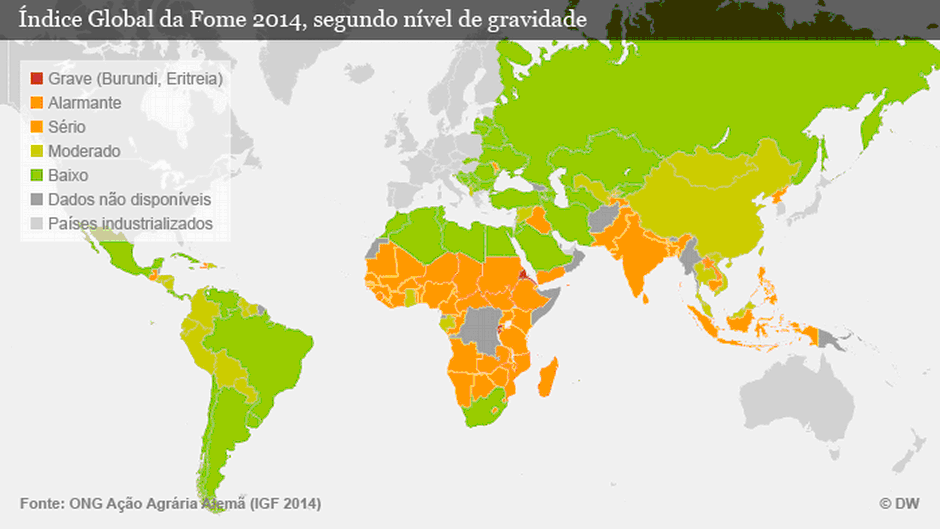 Índice Global da Fome 2014, segundo nível de gravidade
Grave (Burundi, Eritreia)
Alarmante
Sério
Moderado
Baixo
Dados não disponíveis
Países industrializados
Fonte: ONG Ação Agrária Alemã (IGF 2014)
© DW